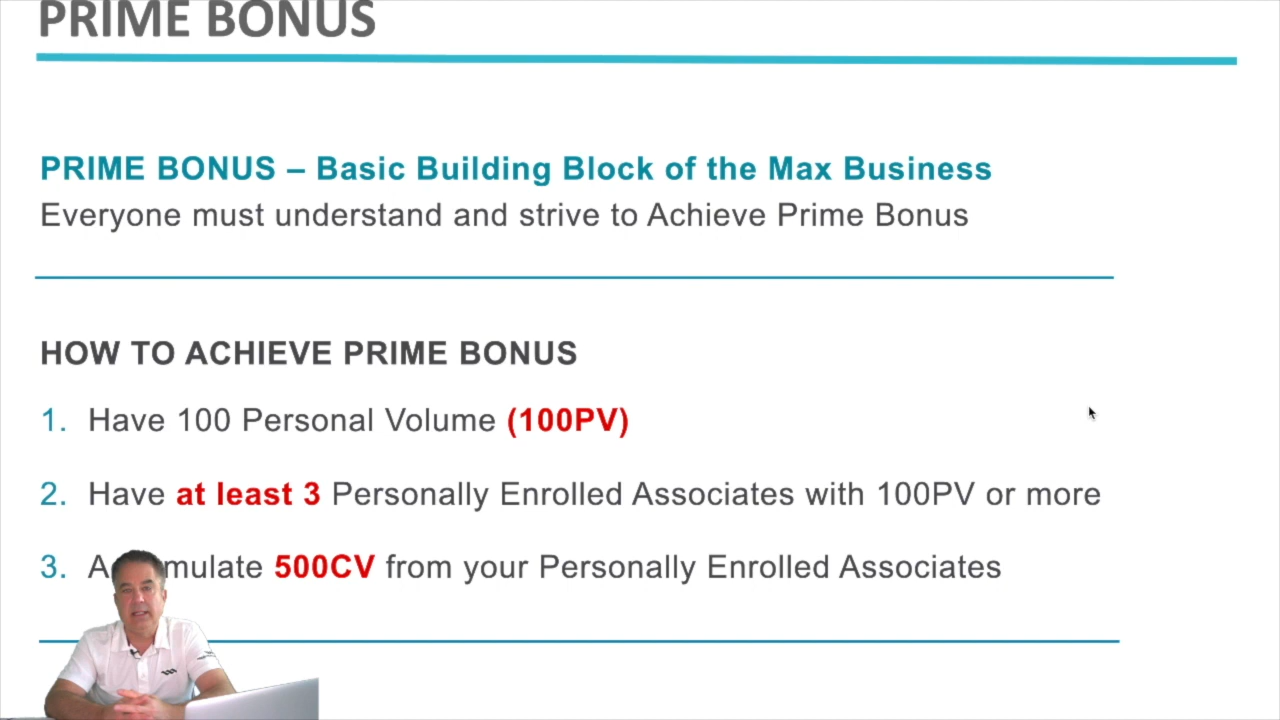 PRIME BONUS
PRIME BONUS – Basic Building Block of the Max Business
Everyone must understand and strive to Achieve Prime Bonus
HOW TO ACHIEVE PRIME BONUS
1. Have 100 Personal Volume (100PV)
2. Have at least 3 Personally Enrolled Associates with 100PV or more
3. A mulate 500CV from your Personally Enrolled Associates